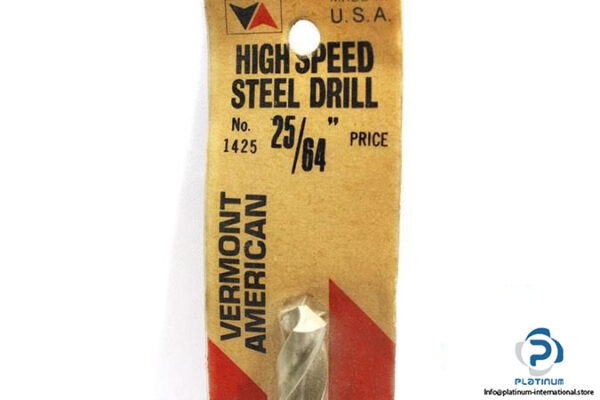 U.S.A.
HIGH SPEED
STEEL DRILL
No.
1425
25/64"
PRICE
VERMONT
AMERICAN
PLATINUM
Info@platinum-international.store